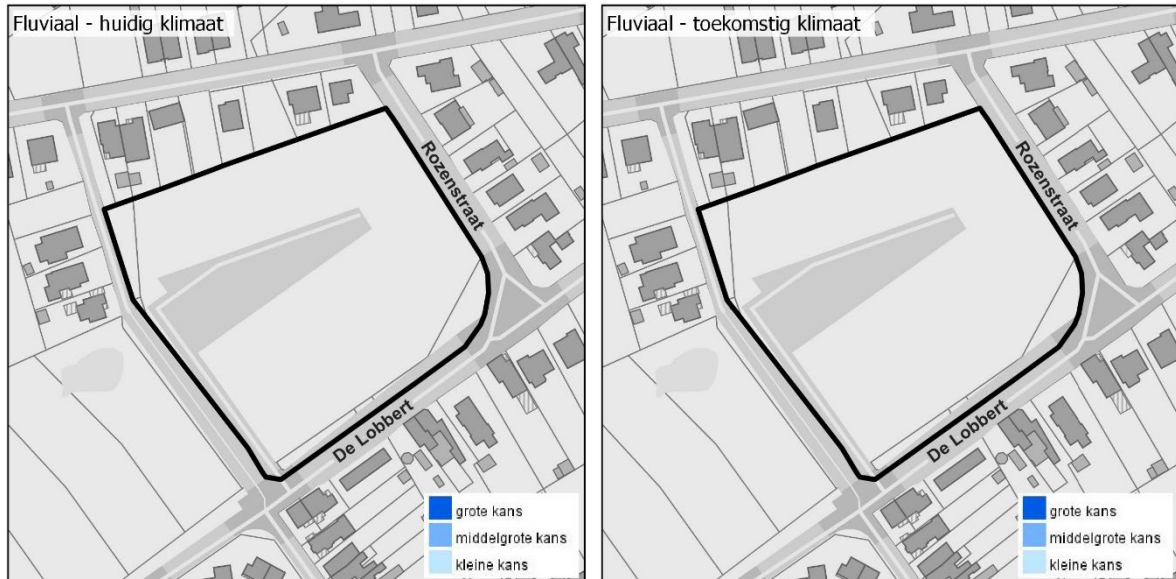 Fluviaal - huidig klimaat
Rozenstraat
De Lobbert
grote kans
middelgrote kans
kleine kans
Fluviaal - toekomstig klimaat
Rozenstraat
De Lobbert
grote kans
middelgrote kans
kleine kans